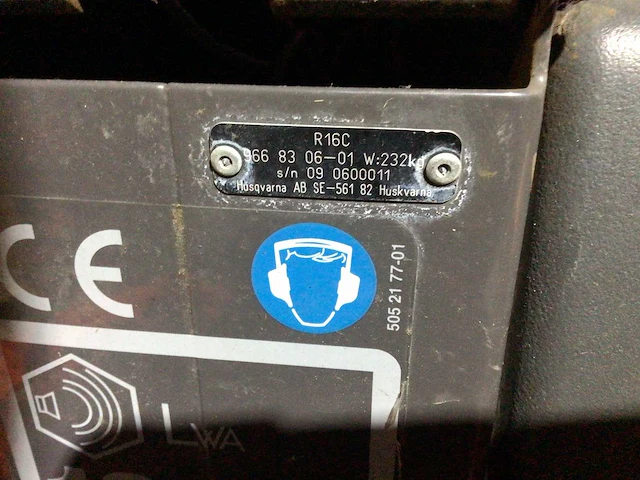 R16C
966 83 06-01 W:232kg
s/n 09 0600011
Husqvarna AB SE-561 82 Huskvarna
CE
505 21 77-01
LWA